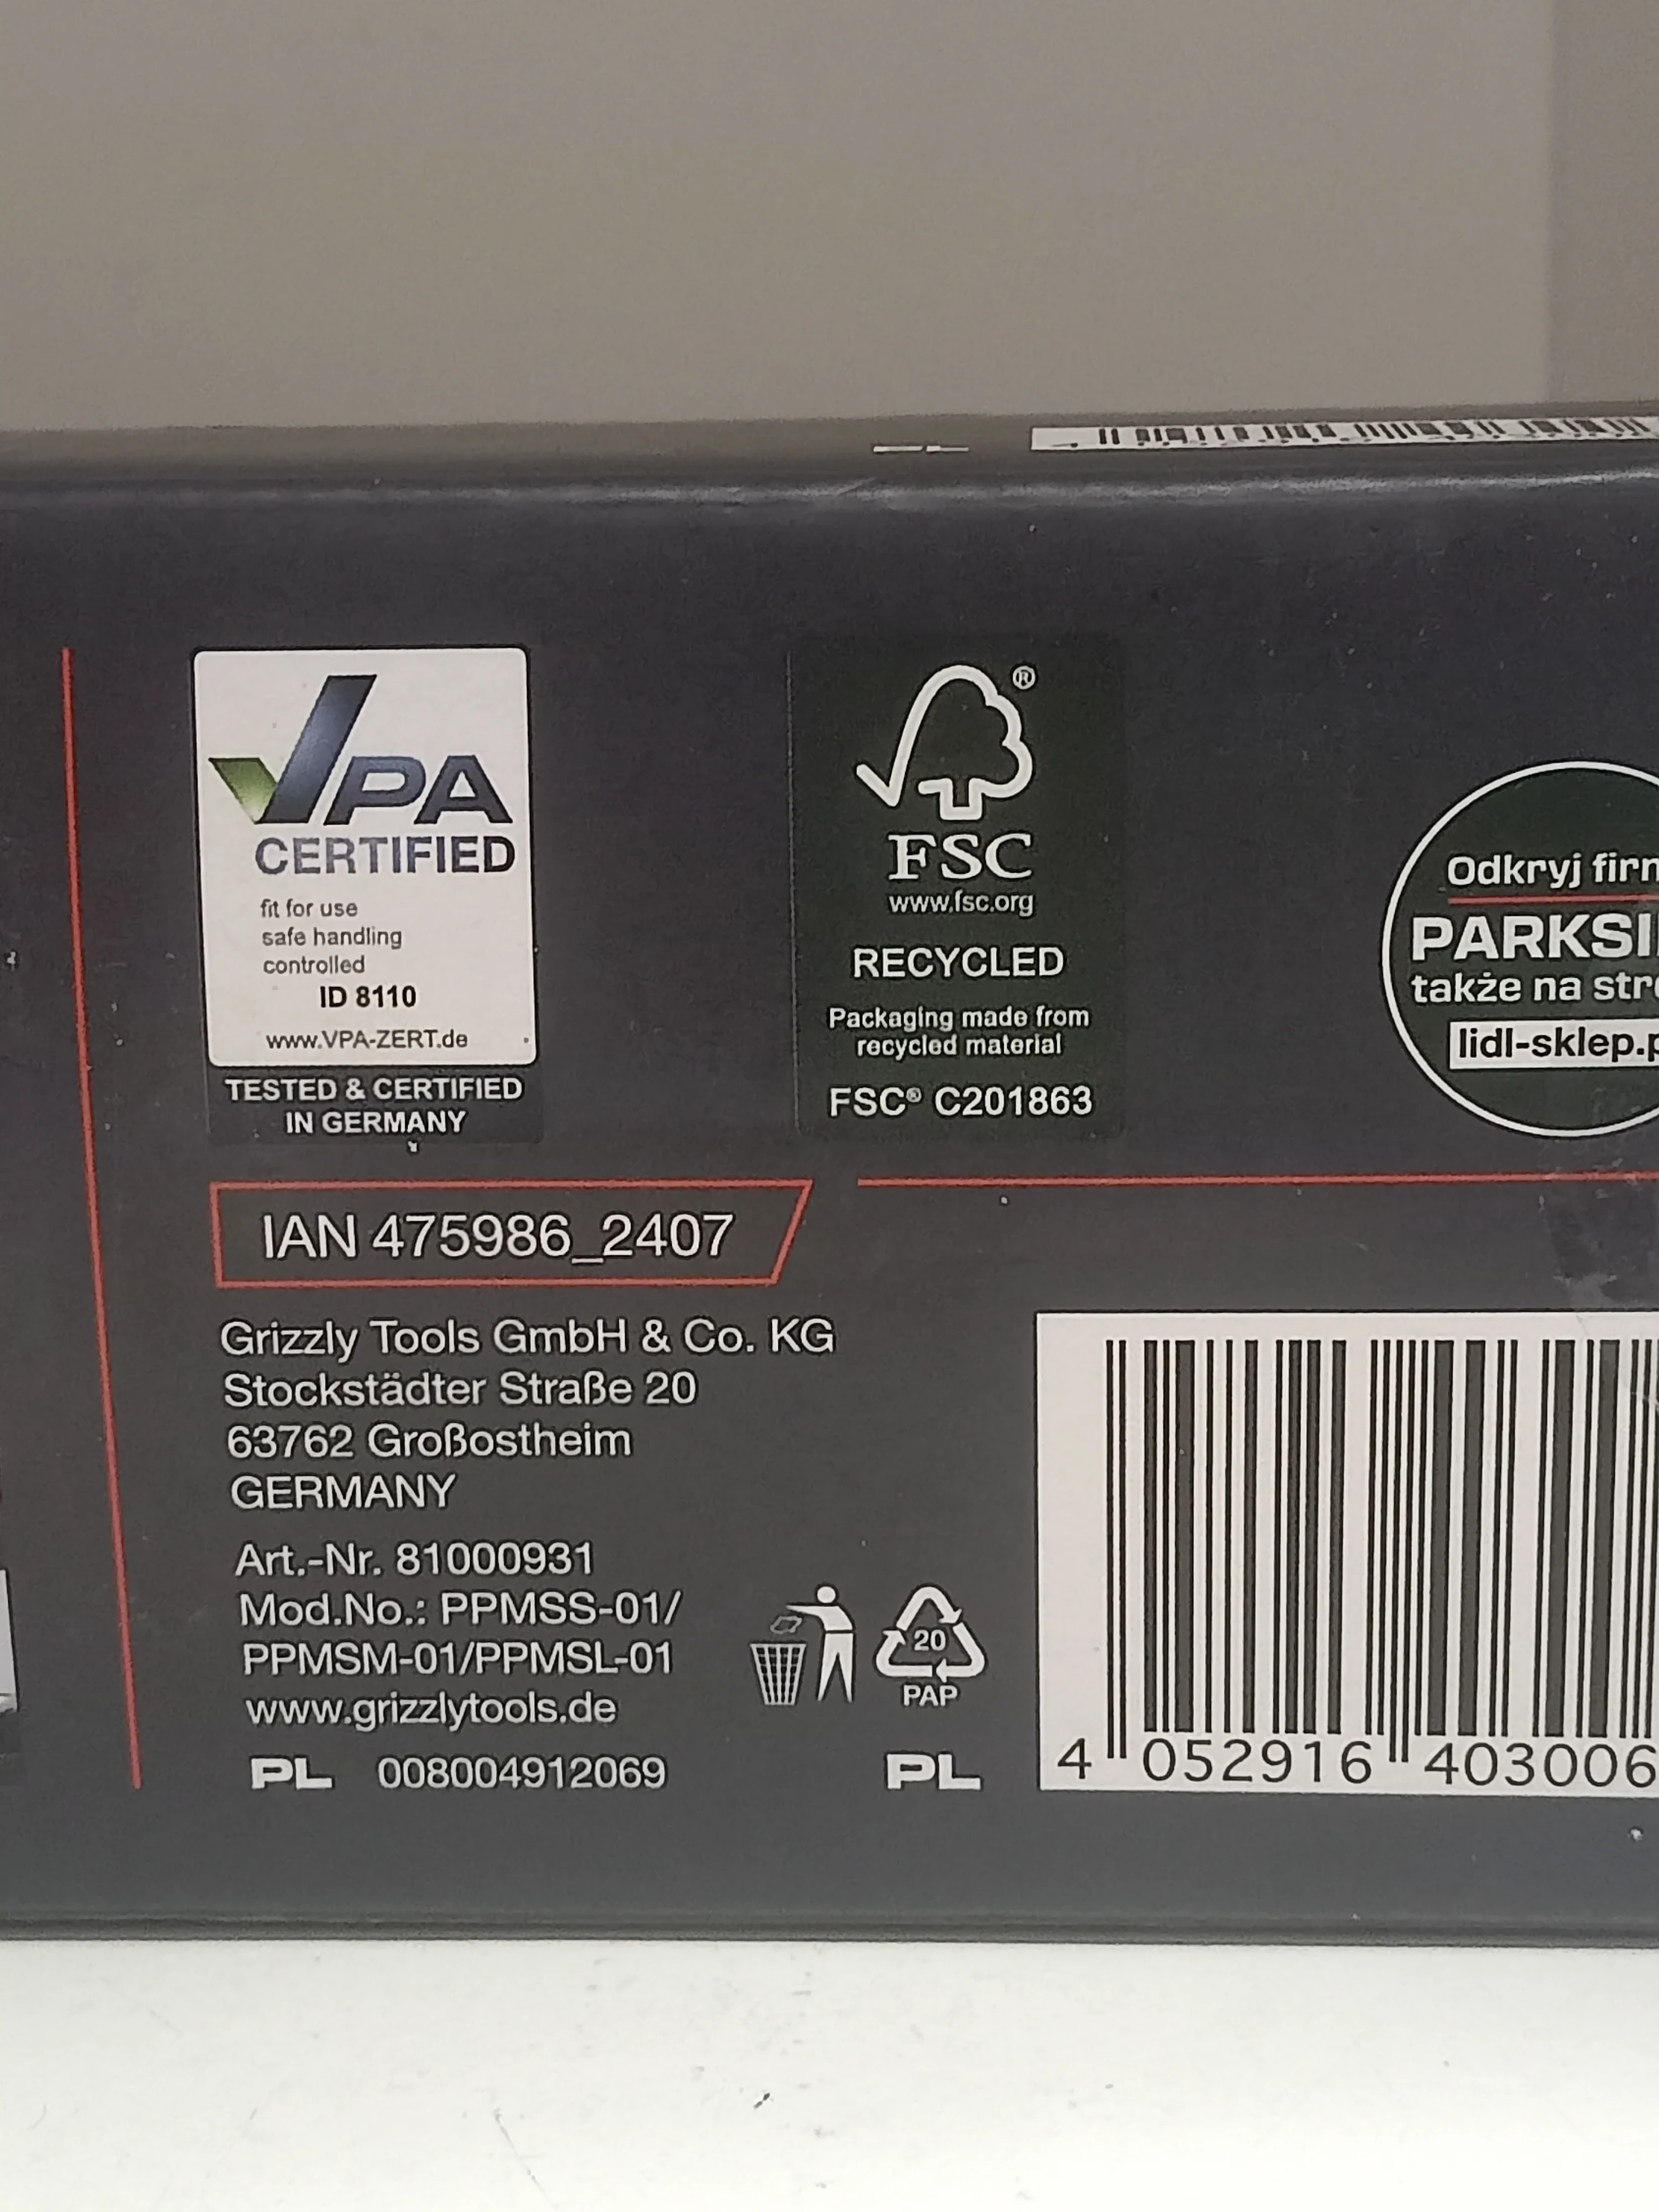 VPA
CERTIFIED
fit for use
safe handling
controlled
ID 8110
www.VPA-ZERT.de
TESTED & CERTIFIED
IN GERMANY
®
FSC
www.fsc.org
RECYCLED
Packaging made from
recycled material
FSC® C201863
Odkryj
także na
IAN 475986_2407
Grizzly Tools GmbH & Co. KG
Stockstädter Straße 20
63762 Großostheim
GERMANY
Art.-Nr. 81000931
Mod.No.: PPMSS-01/
PPMSM-01/PPMSL-01
www.grizzlytools.de
PL 008004912069
20
PAP
PL
4 052916 403006